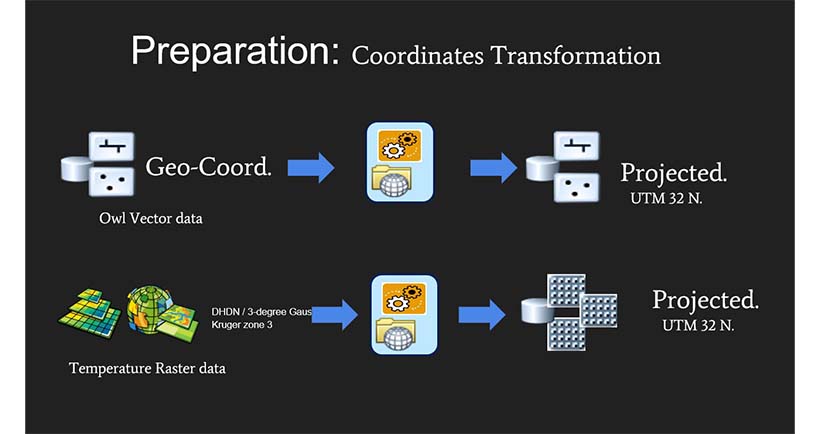 Preparation: Coordinates Transformation
Geo-Coord.
Projected.
UTM 32 N.
Owl Vector data
DHDN / 3-degree Gaus
Kruger zone 3
Projected.
UTM 32 N.
Temperature Raster data